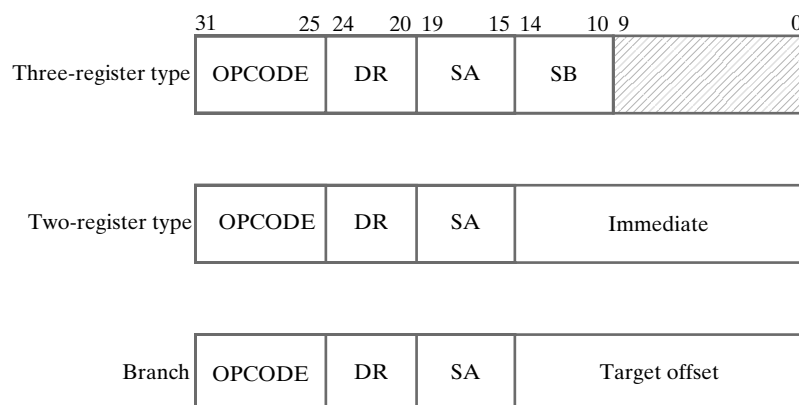 31 25 24 20 19 15 14 10 9 0
Three-register type OPCODE DR SA SB
Two-register type OPCODE DR SA Immediate
Branch OPCODE DR SA Target offset